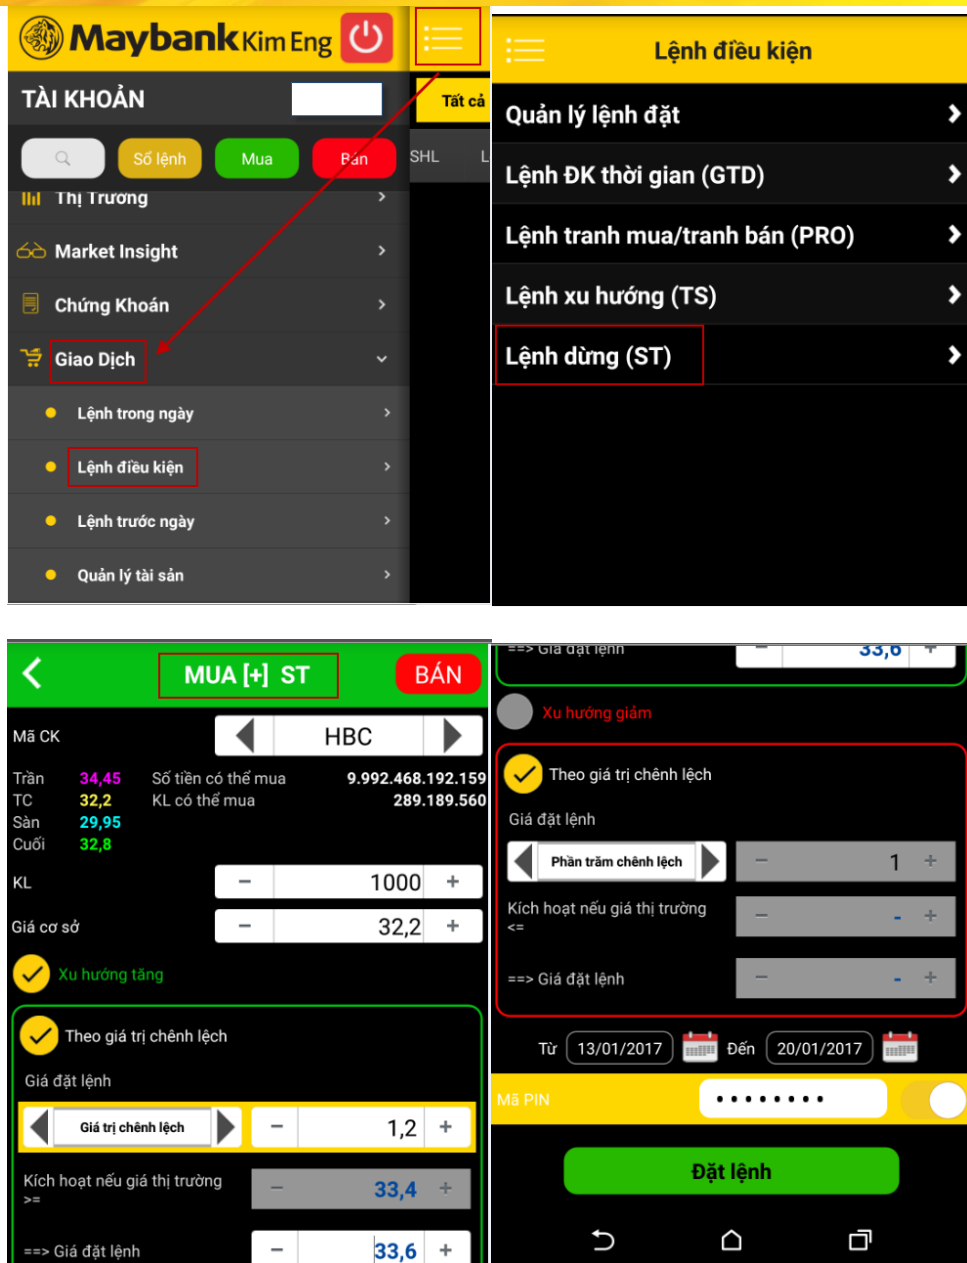 Maybank Kim Eng
TÀI KHOẢN
Tất cả
Sổ lệnh
Mua
Bán
SHL
L
Thị Trường
Market Insight
Chứng Khoán
Giao Dịch
Lệnh trong ngày
Lệnh điều kiện
Lệnh trước ngày
Quản lý tài sản
Lệnh điều kiện
Quản lý lệnh đặt
Lệnh ĐK thời gian (GTD)
Lệnh tranh mua/tranh bán (PRO)
Lệnh xu hướng (TS)
Lệnh dừng (ST)
MUA [+] ST
BÁN
Mã CK
HBC
Trần 34,45 Số tiền có thể mua 9.992.468.192.159
TC 32,2 KL có thể mua 289.189.560
Sàn 29,95
Cuối 32,8
KL − 1000 +
Giá cơ sở − 32,2 +
Xu hướng tăng
Theo giá trị chênh lệch
Giá đặt lệnh
Giá trị chênh lệch − 1,2 +
Kích hoạt nếu giá thị trường
>= − 33,4 +
==> Giá đặt lệnh − 33,6 +
==> Giá đặt lệnh − 33,6 +
Xu hướng giảm
Theo giá trị chênh lệch
Giá đặt lệnh
Phần trăm chênh lệch − 1 +
Kích hoạt nếu giá thị trường
<= − - +
==> Giá đặt lệnh − - +
Từ 13/01/2017 Đến 20/01/2017
Mã PIN ••••••••
Đặt lệnh